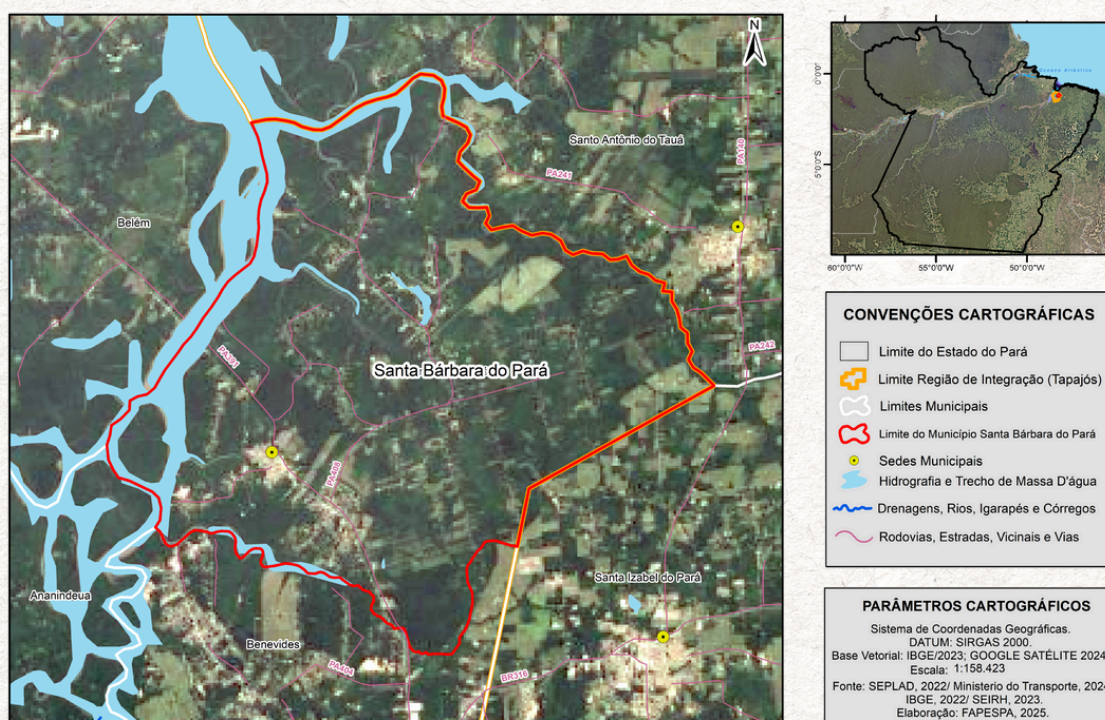 N
Santo Antônio do Tauá
PA140
PA241
Belém
PA242
PA391
Santa Bárbara do Pará
PA408
Santa Izabel do Pará
Ananindeua
Benevides
PA404
BR316
Oceano Atlântico
0°0'0"
5°0'0"S
60°0'0"W
55°0'0"W
50°0'0"W
CONVENÇÕES CARTOGRÁFICAS
Limite do Estado do Pará
Limite Região de Integração (Tapajós)
Limites Municipais
Limite do Município Santa Bárbara do Pará
Sedes Municipais
Hidrografia e Trecho de Massa D'água
Drenagens, Rios, Igarapés e Córregos
Rodovias, Estradas, Vicinais e Vias
PARÂMETROS CARTOGRÁFICOS
Sistema de Coordenadas Geográficas.
DATUM: SIRGAS 2000.
Base Vetorial: IBGE/2023; GOOGLE SATÉLITE 2024
Escala: 1:158.423
Fonte: SEPLAD, 2022/ Ministerio do Transporte, 2024
IBGE, 2022/ SEIRH, 2023.
Elaboração: FAPESPA, 2025.